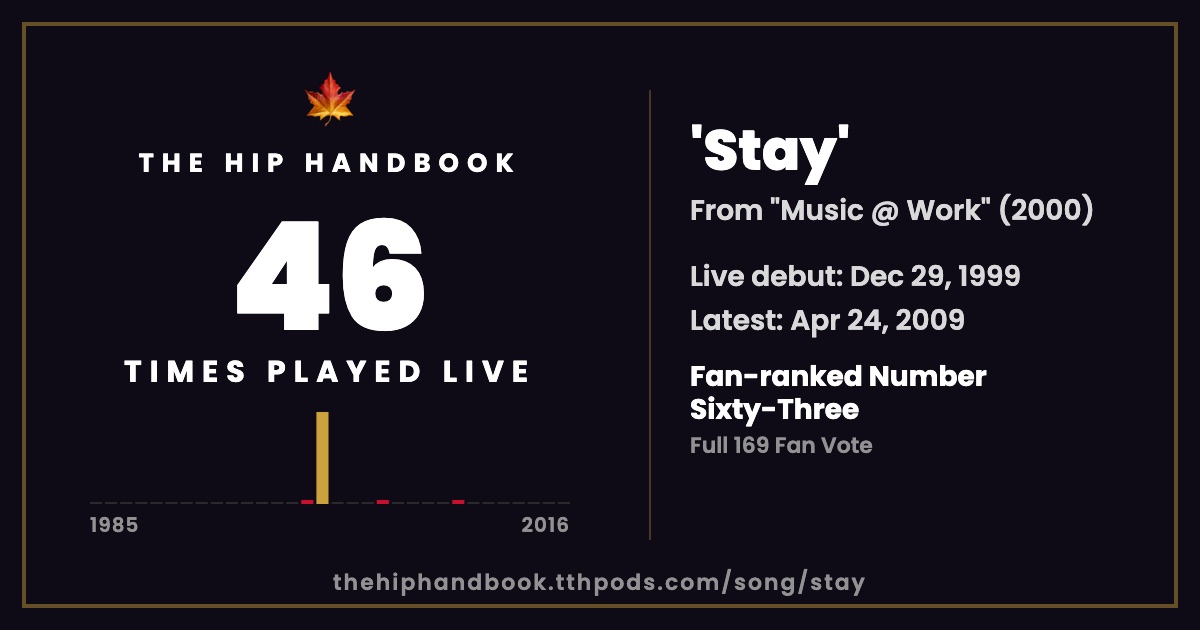 THE HIP HANDBOOK
46
TIMES PLAYED LIVE
1985
2016
'Stay'
From "Music @ Work" (2000)
Live debut: Dec 29, 1999
Latest: Apr 24, 2009
Fan-ranked Number
Sixty-Three
Full 169 Fan Vote
thehiphandbook.tthpods.com/song/stay